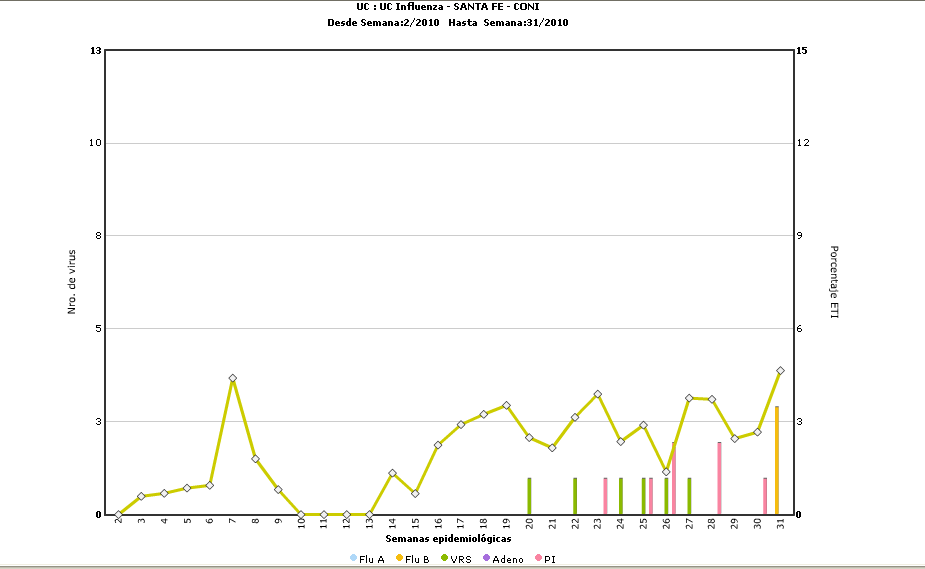 UC : UC Influenza - SANTA FE - CONI
Desde Semana:2/2010 Hasta Semana:31/2010
13
10
8
5
3
0
Nro. de virus
15
12
9
6
3
0
Porcentaje ETI
2 3 4 5 6 7 8 9 10 11 12 13 14 15 16 17 18 19 20 21 22 23 24 25 26 27 28 29 30 31
Semanas epidemiológicas
Flu A Flu B VRS Adeno PI